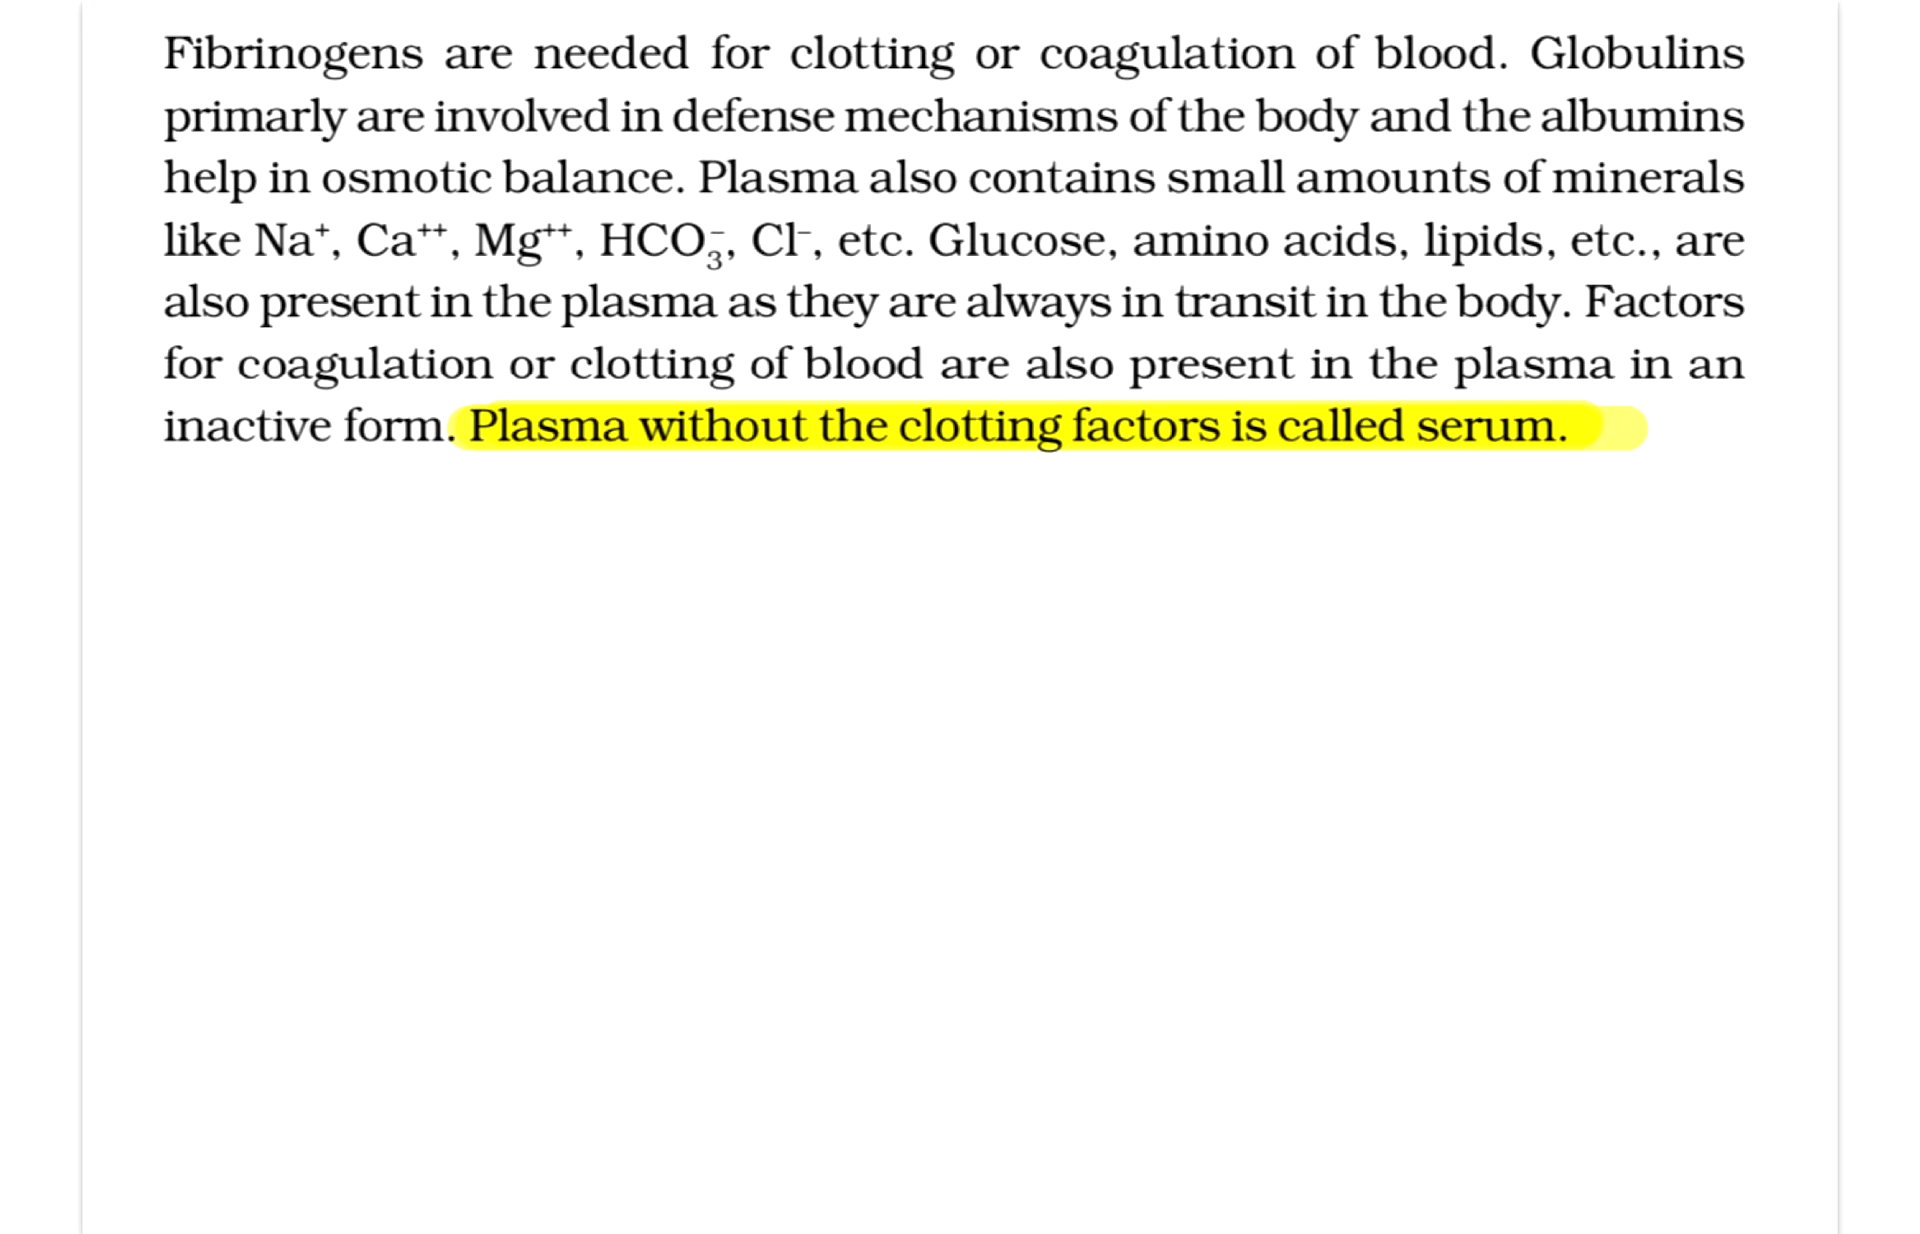 Fibrinogens are needed for clotting or coagulation of blood. Globulins
primarly are involved in defense mechanisms of the body and the albumins
help in osmotic balance. Plasma also contains small amounts of minerals
like Na⁺, Ca⁺⁺, Mg⁺⁺, HCO₃⁻, Cl⁻, etc. Glucose, amino acids, lipids, etc., are
also present in the plasma as they are always in transit in the body. Factors
for coagulation or clotting of blood are also present in the plasma in an
inactive form. Plasma without the clotting factors is called serum.